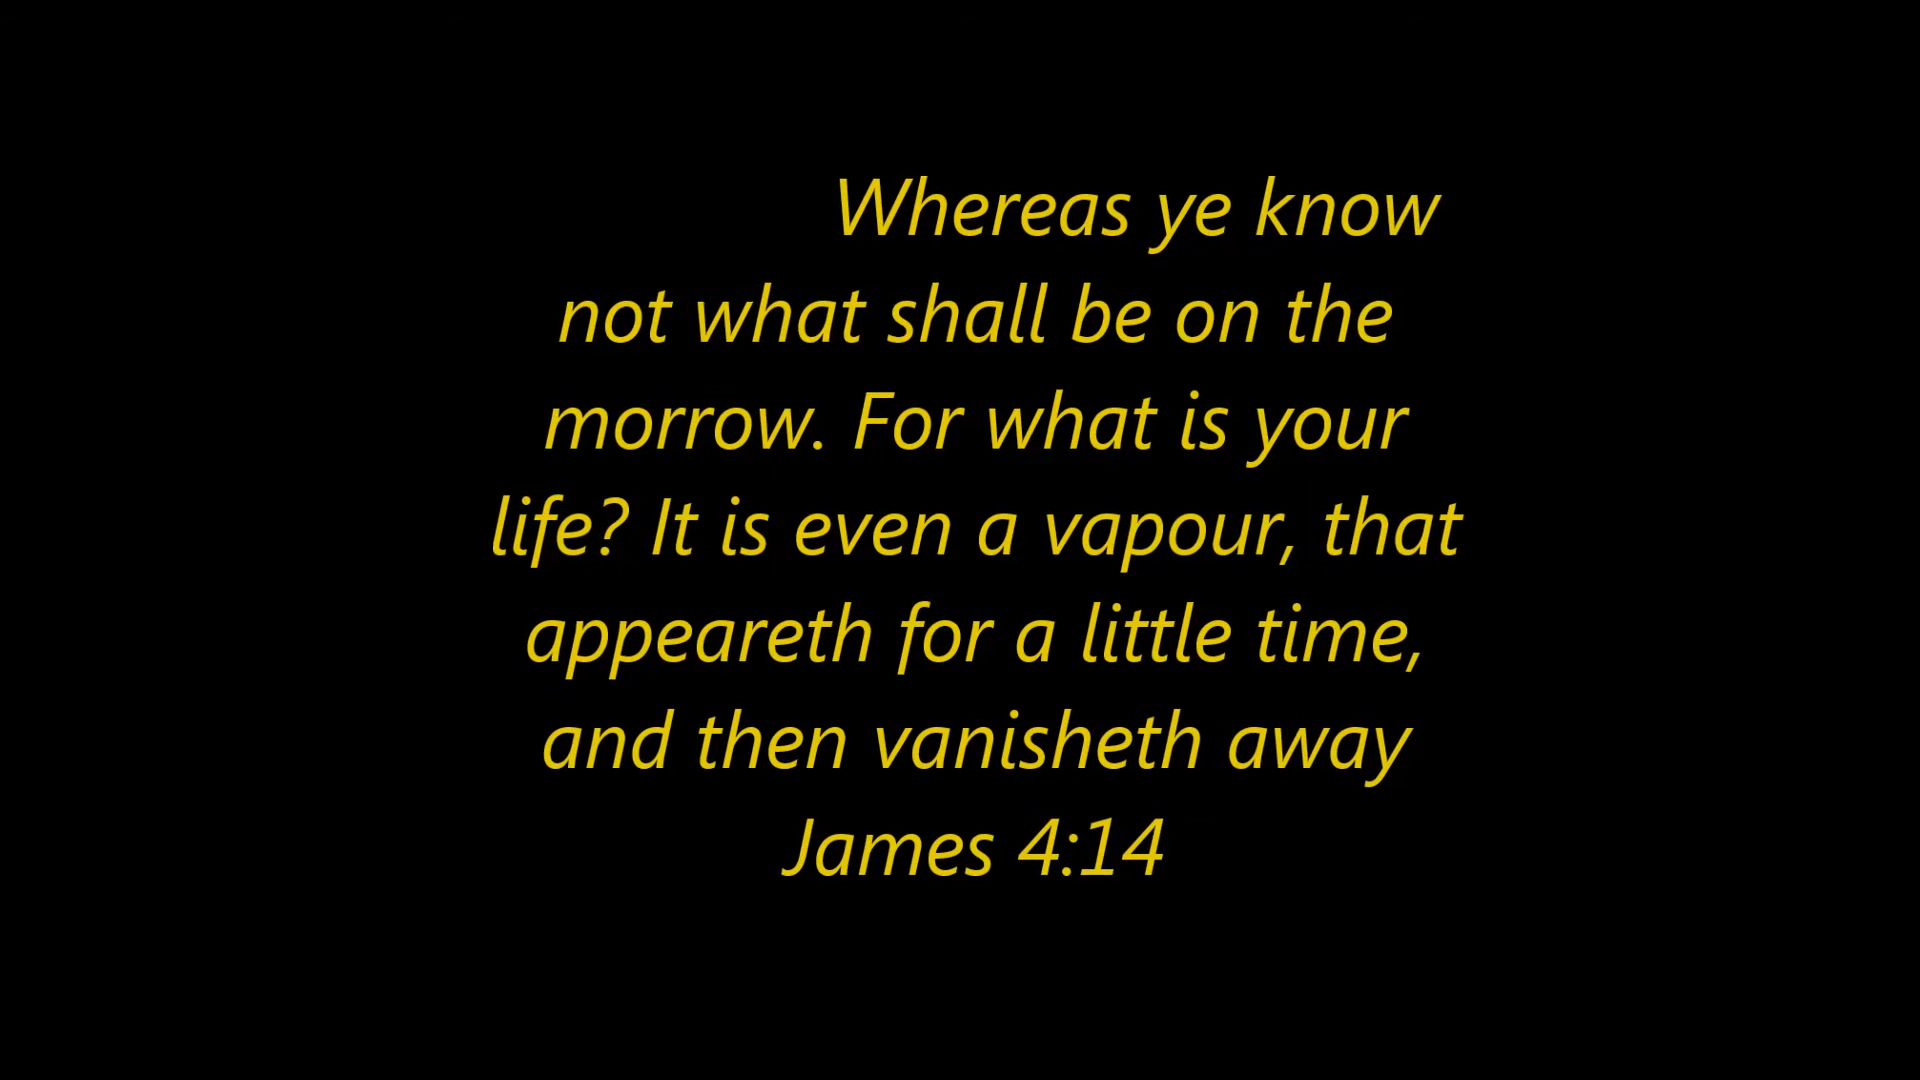 Whereas ye know
not what shall be on the
morrow. For what is your
life? It is even a vapour, that
appeareth for a little time,
and then vanisheth away
James 4:14